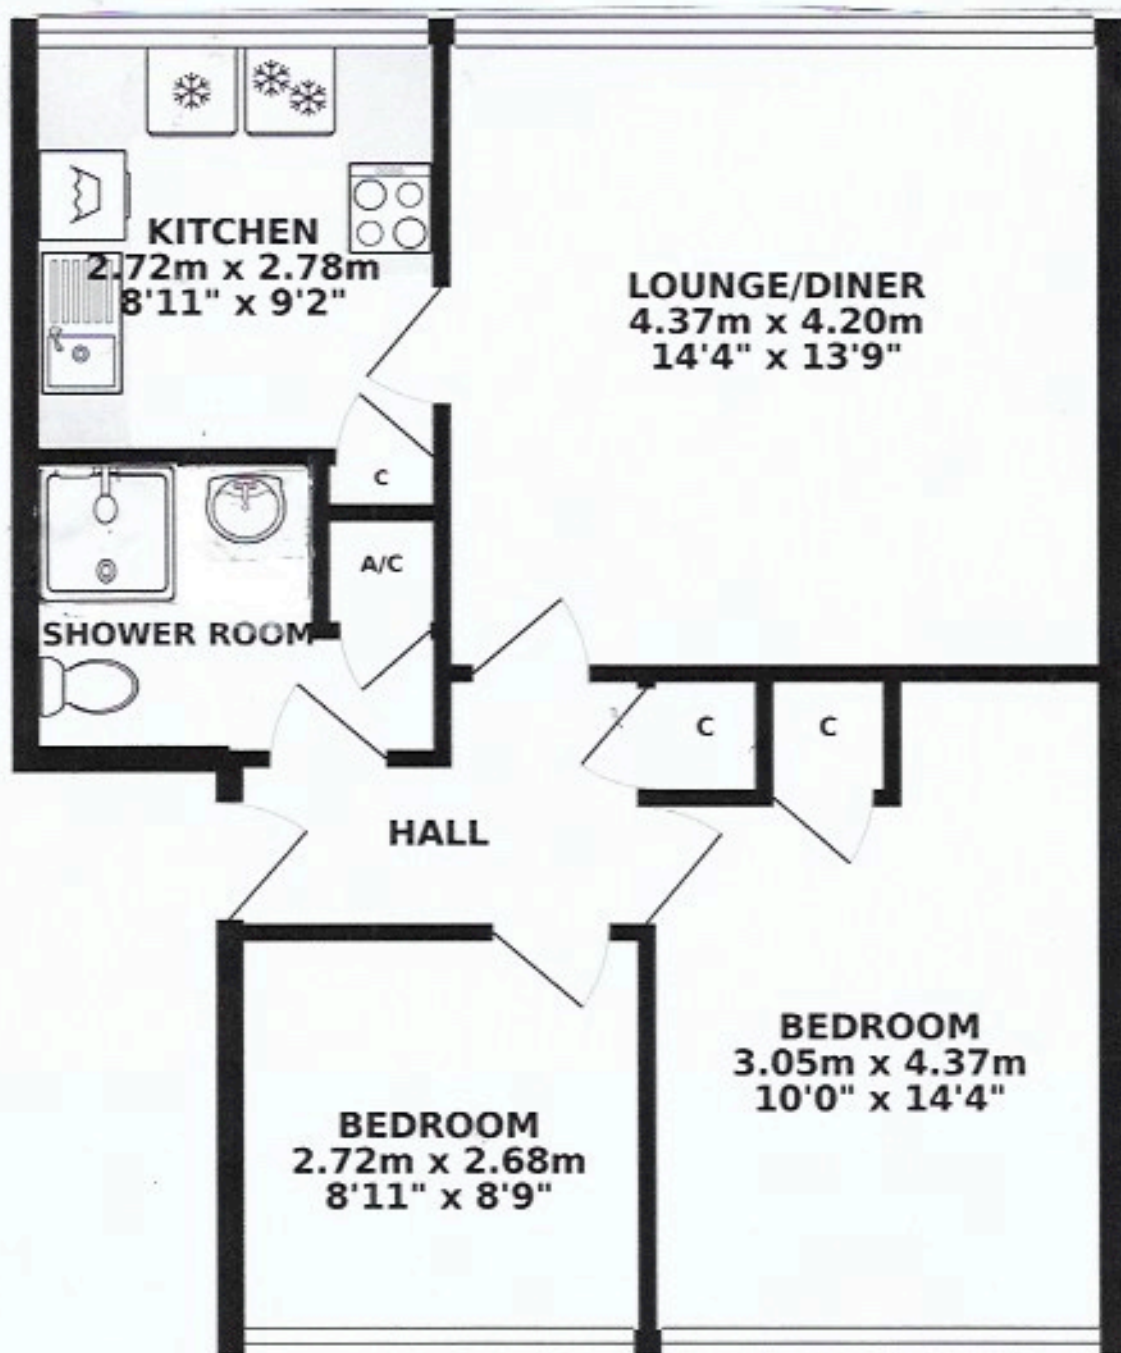 KITCHEN
2.72m x 2.78m
8'11" x 9'2"
LOUNGE/DINER
4.37m x 4.20m
14'4" x 13'9"
C
A/C
SHOWER ROOM
C
C
HALL
BEDROOM
3.05m x 4.37m
10'0" x 14'4"
BEDROOM
2.72m x 2.68m
8'11" x 8'9"